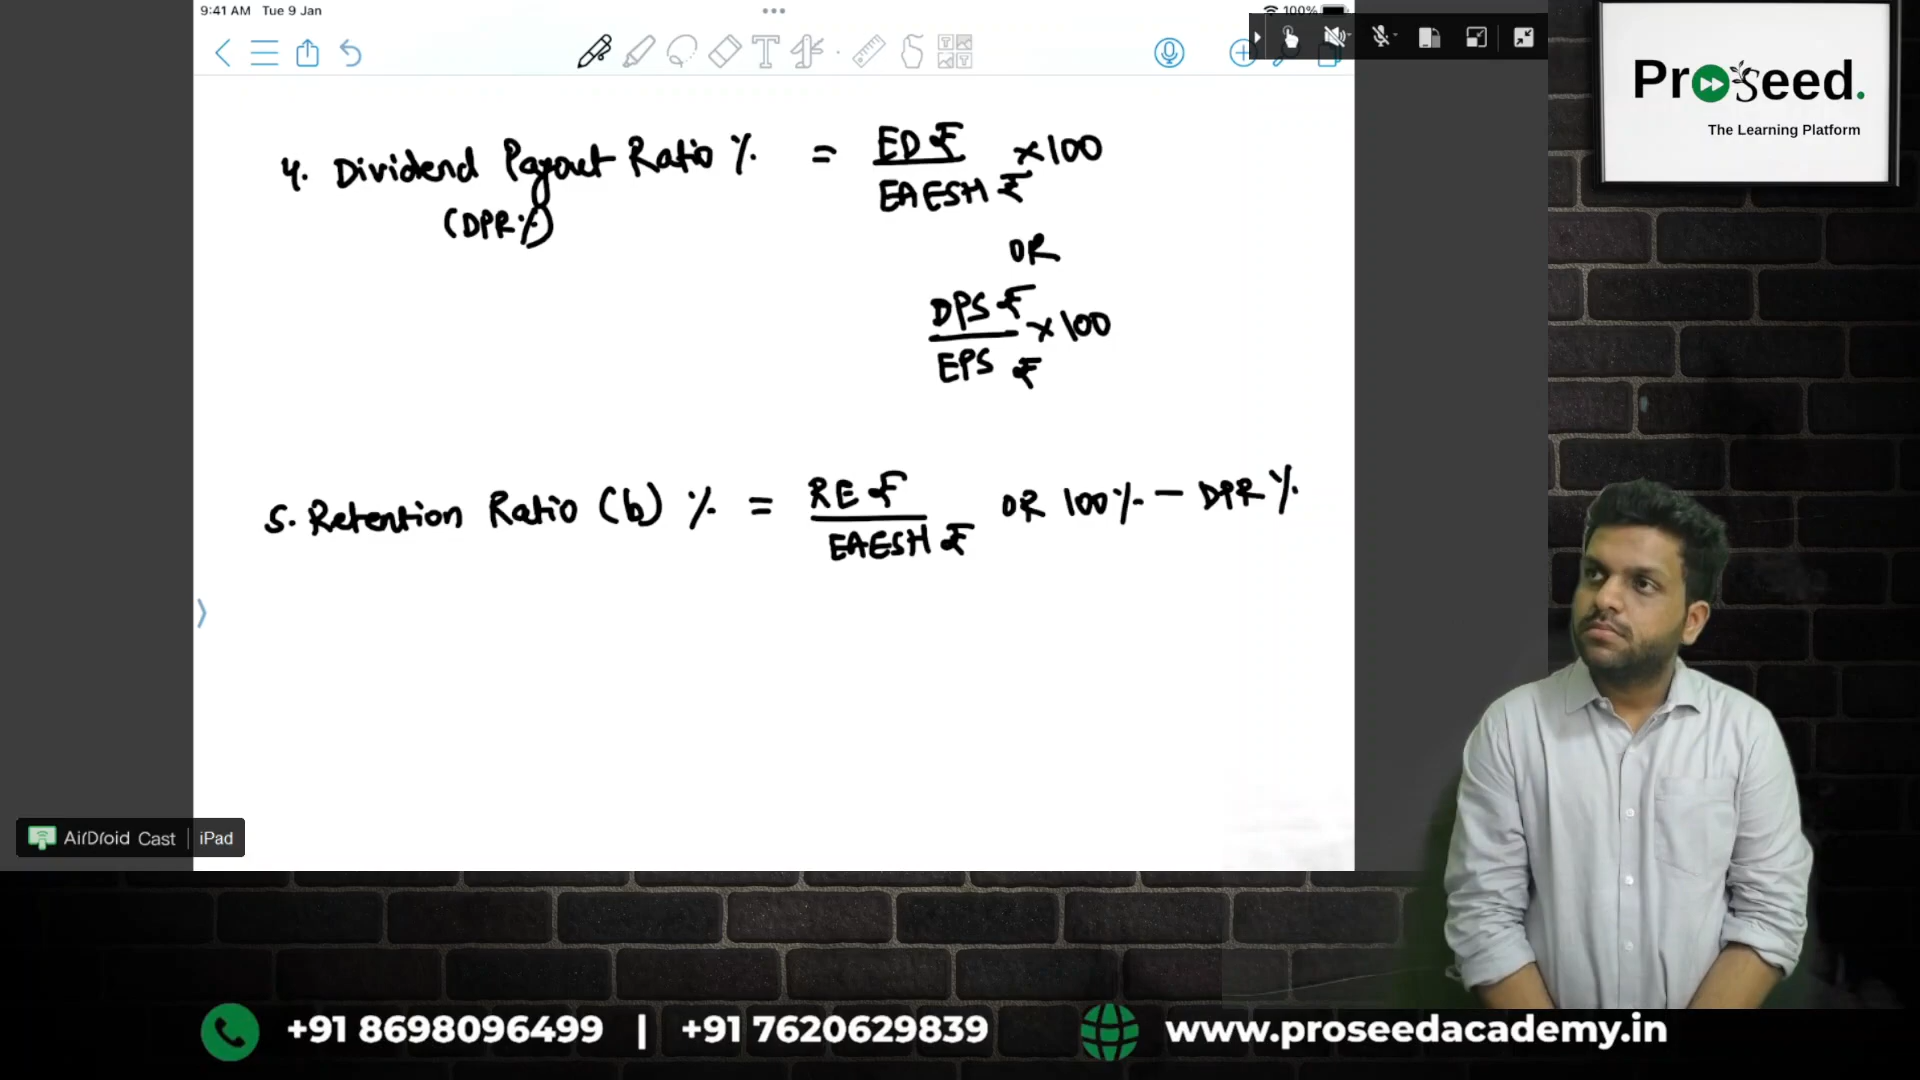 9:41 AM Tue 9 Jan
100%
Proseed.
The Learning Platform
4. Dividend Payout Ratio % = ED ₹ / EAESH ₹ ×100
(DPR%)
OR
DPS ₹ / EPS ₹ ×100
5. Retention Ratio (b) % = RE ₹ / EAESH ₹ OR 100% - DPR %
AirDroid Cast | iPad
+91 8698096499 | +91 7620629839
www.proseedacademy.in